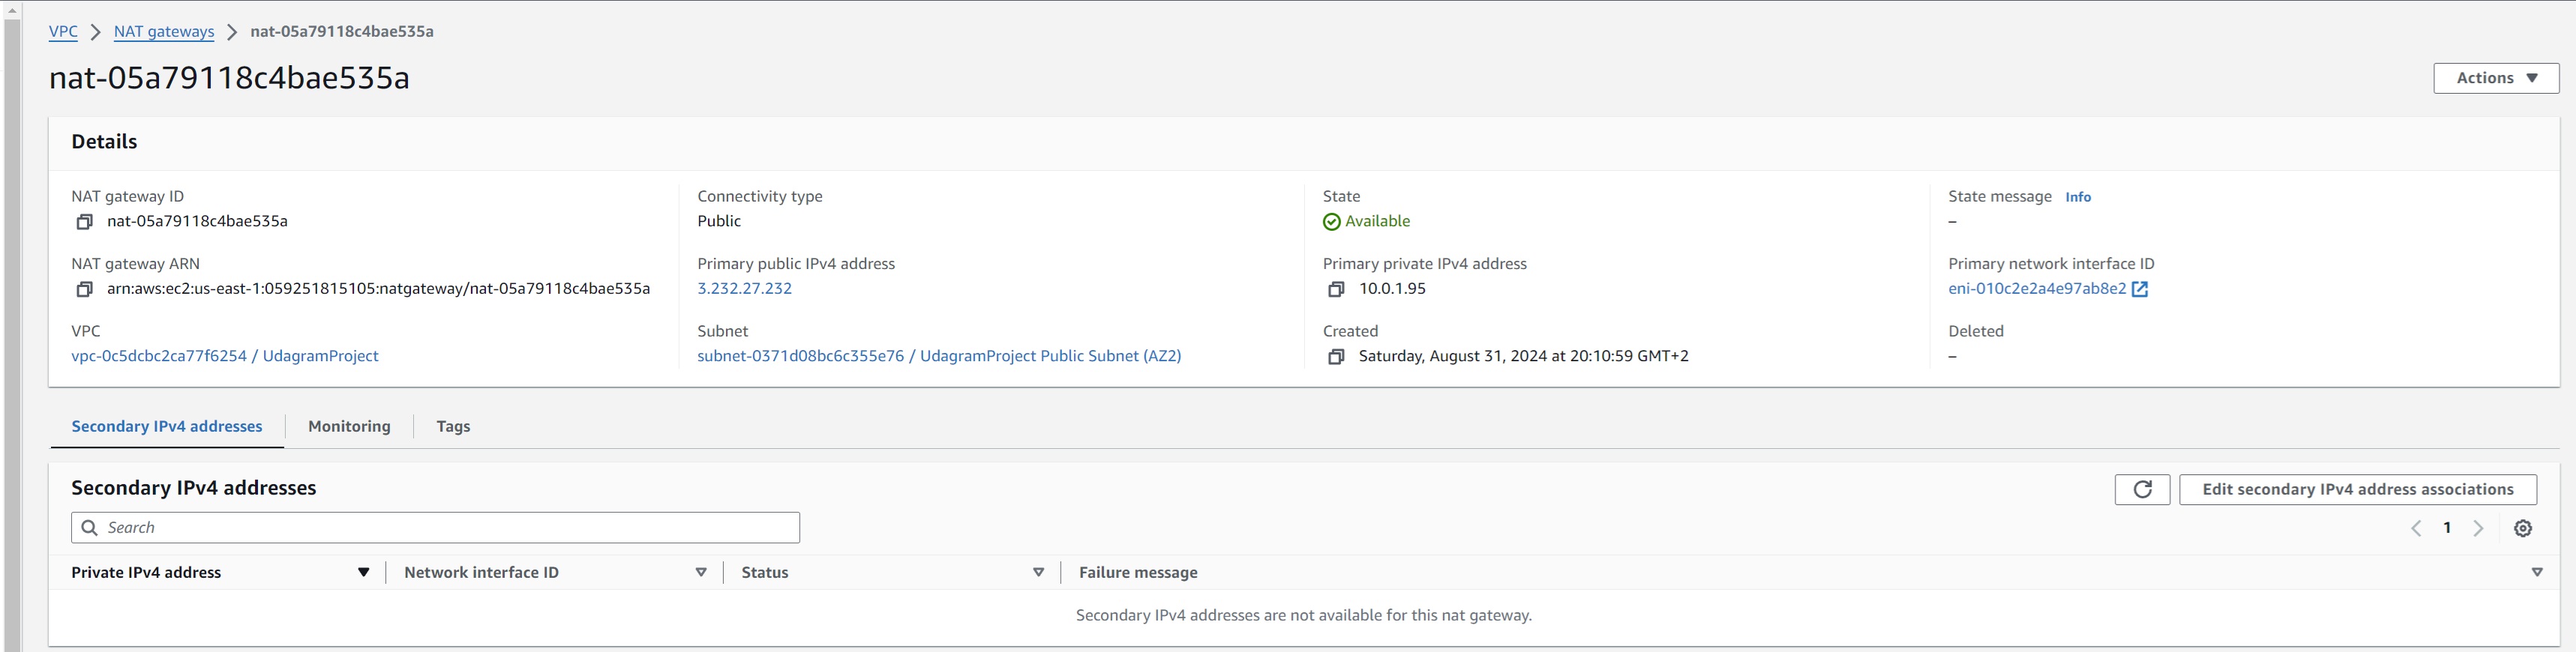 VPC > NAT gateways > nat-05a79118c4bae535a
nat-05a79118c4bae535a
Actions
Details
NAT gateway ID
nat-05a79118c4bae535a
Connectivity type
Public
State
Available
State message Info
–
NAT gateway ARN
arn:aws:ec2:us-east-1:059251815105:natgateway/nat-05a79118c4bae535a
Primary public IPv4 address
3.232.27.232
Primary private IPv4 address
10.0.1.95
Primary network interface ID
eni-010c2e2a4e97ab8e2
VPC
vpc-0c5dcbc2ca77f6254 / UdagramProject
Subnet
subnet-0371d08bc6c355e76 / UdagramProject Public Subnet (AZ2)
Created
Saturday, August 31, 2024 at 20:10:59 GMT+2
Deleted
–
Secondary IPv4 addresses Monitoring Tags
Secondary IPv4 addresses
Edit secondary IPv4 address associations
Search
1
Private IPv4 address Network interface ID Status Failure message
Secondary IPv4 addresses are not available for this nat gateway.